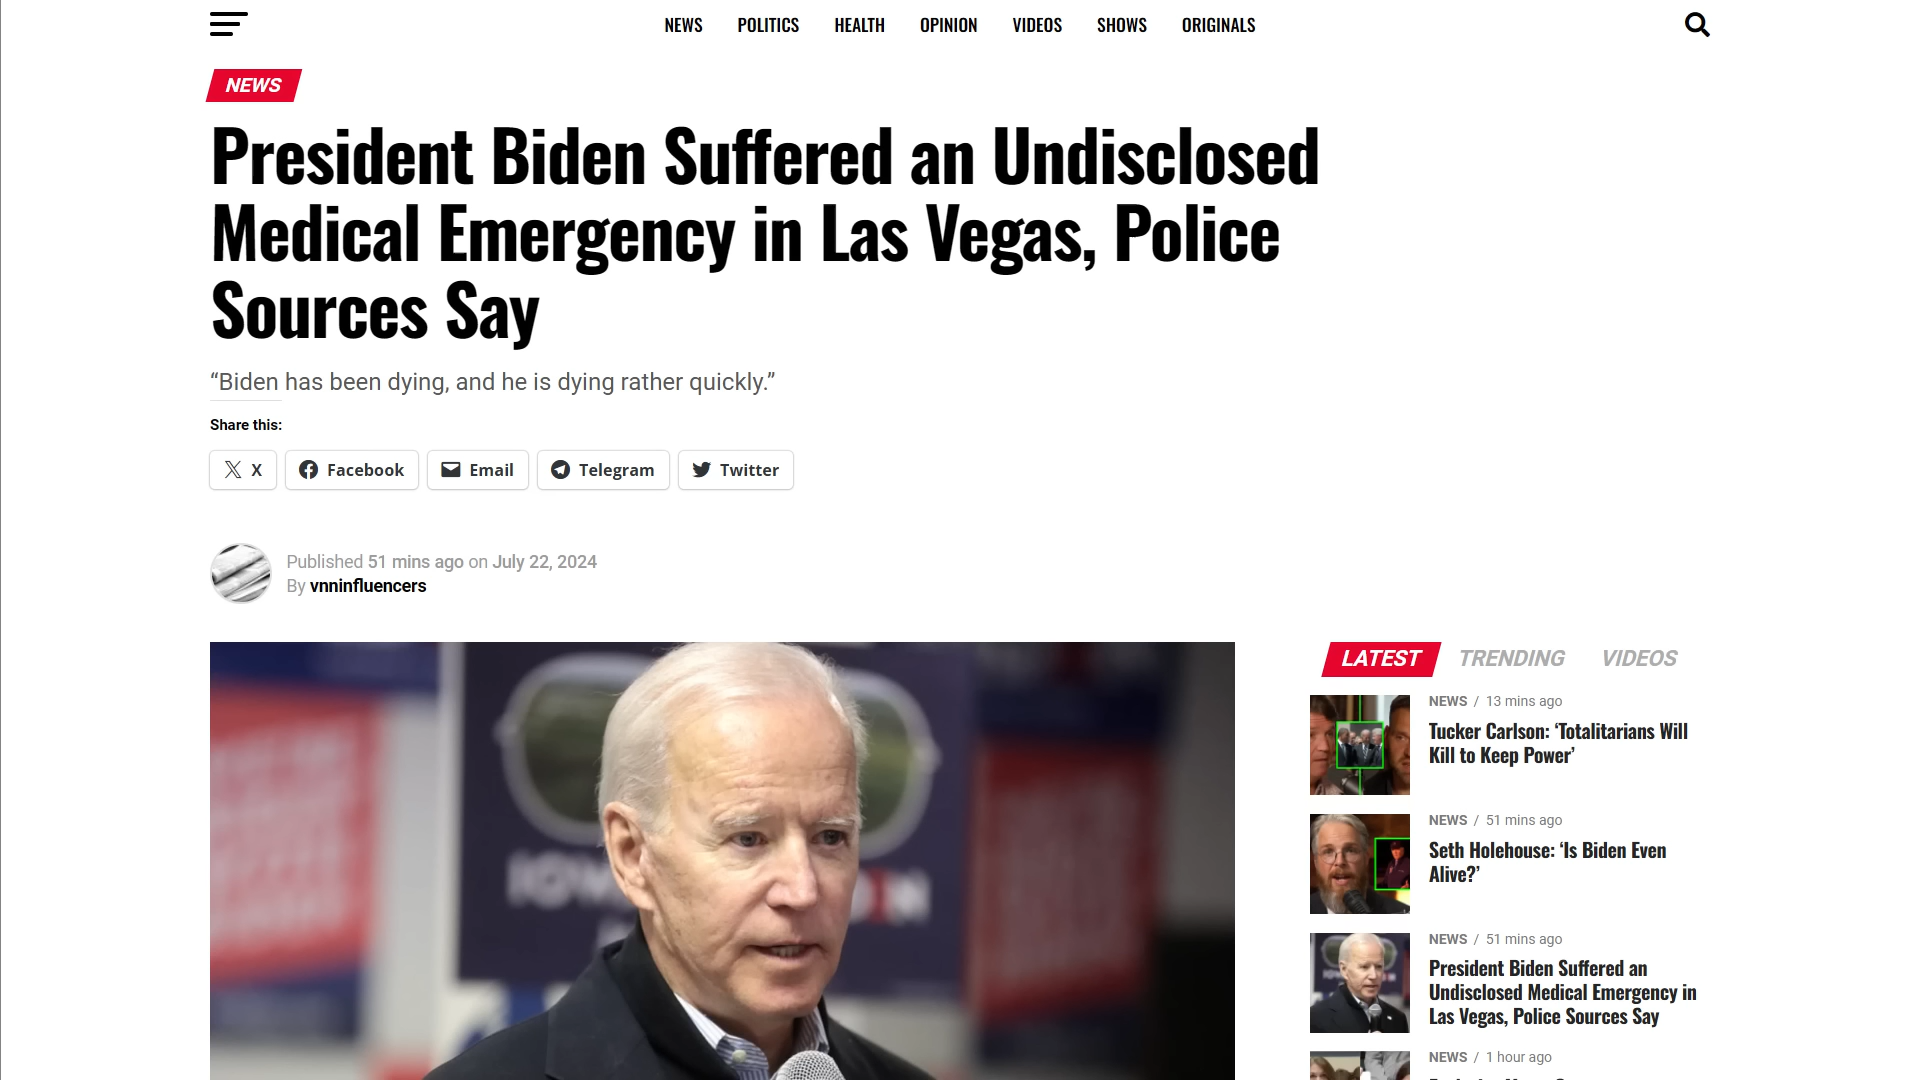 NEWS POLITICS HEALTH OPINION VIDEOS SHOWS ORIGINALS
NEWS
President Biden Suffered an Undisclosed
Medical Emergency in Las Vegas, Police
Sources Say
“Biden has been dying, and he is dying rather quickly.”
Share this:
X Facebook Email Telegram Twitter
Published 51 mins ago on July 22, 2024
By vnninfluencers
LATEST TRENDING VIDEOS
NEWS / 13 mins ago
Tucker Carlson: ‘Totalitarians Will
Kill to Keep Power’
NEWS / 51 mins ago
Seth Holehouse: ‘Is Biden Even
Alive?’
NEWS / 51 mins ago
President Biden Suffered an
Undisclosed Medical Emergency in
Las Vegas, Police Sources Say
NEWS / 1 hour ago